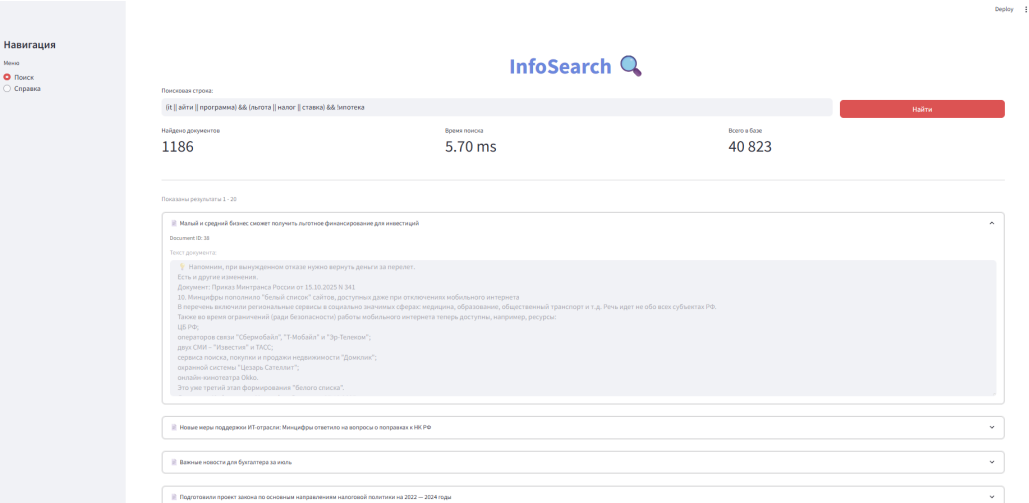 Deploy
Навигация
Меню
Поиск
Справка
InfoSearch
Поисковая строка:
(it || айти || программа) && (льгота || налог || ставка) && !ипотека
Найти
Найдено документов
Время поиска
Всего в базе
1186
5.70 ms
40 823
Показаны результаты 1 - 20
Малый и средний бизнес сможет получить льготное финансирование для инвестиций
Document ID: 38
Текст документа:
Напомним, при вынужденном отказе нужно вернуть деньги за перелет.
Есть и другие изменения.
Документ: Приказ Минтранса России от 15.10.2025 N 341
10. Минцифры пополнило "белый список" сайтов, доступных даже при отключениях мобильного интернета
В перечень включили региональные сервисы в социально значимых сферах: медицина, образование, общественный транспорт и т.д. Речь идет не обо всех субъектах РФ.
Также во время ограничений (ради безопасности) работы мобильного интернета теперь доступны, например, ресурсы:
ЦБ РФ;
операторов связи "Сбермобайл", "Т-Мобайл" и "Эр-Телеком";
двух СМИ – "Известия" и ТАСС;
сервиса поиска, покупки и продажи недвижимости "Домклик";
охранной системы "Цезарь Сателлит";
онлайн-кинотеатра Okko.
Это уже третий этап формирования "белого списка".
Новые меры поддержки ИТ-отрасли: Минцифры ответило на вопросы о поправках к НК РФ
Важные новости для бухгалтера за июль
Подготовили проект закона по основным направлениям налоговой политики на 2022 — 2024 годы